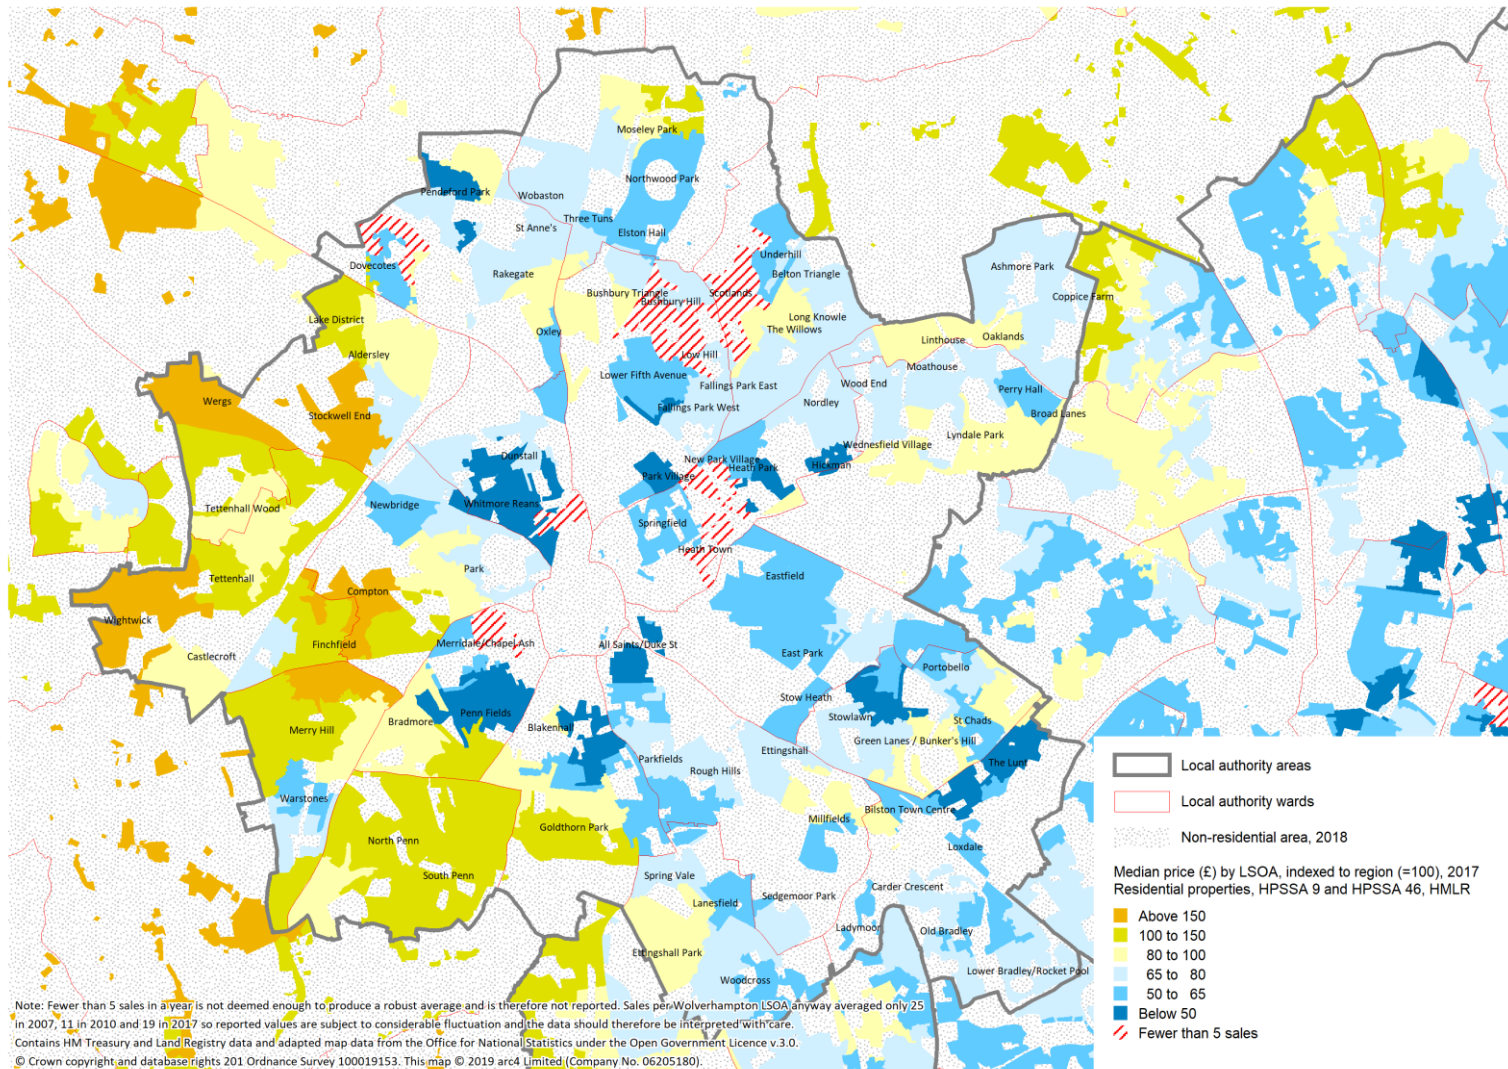 Moseley Park
Northwood Park
Pendeford Park
Wobaston
Three Tuns
St Anne's
Elston Hall
Underhill
Dovecotes
Rakegate
Belton Triangle
Ashmore Park
Bushbury Triangle
Bushbury Hill
Scotlands
Coppice Farm
Lake District
Oxley
Long Knowle
The Willows
Linthouse
Oaklands
Aldersley
Low Hill
Moathouse
Lower Fifth Avenue
Fallings Park East
Wood End
Perry Hall
Wergs
Nordley
Stockwell End
Fallings Park West
Broad Lanes
Lyndale Park
Wednesfield Village
Dunstall
New Park Village
Heath Park
Hickman
Park Village
Whitmore Reans
Newbridge
Tettenhall Wood
Springfield
Heath Town
Park
Eastfield
Tettenhall
Compton
Wightwick
Finchfield
Merridale/Chapel Ash
All Saints/Duke St
Castlecroft
East Park
Portobello
Stow Heath
Penn Fields
Stowlawn
St Chads
Bradmore
Merry Hill
Blakenhall
Green Lanes / Bunker's Hill
Ettingshall
Parkfields
The Lunt
Rough Hills
Warstones
Bilston Town Centre
Millfields
Goldthorn Park
North Penn
Loxdale
South Penn
Spring Vale
Carder Crescent
Sedgemoor Park
Lanesfield
Ladymoor
Old Bradley
Ettingshall Park
Lower Bradley/Rocket Pool
Woodcross
Local authority areas
Local authority wards
Non-residential area, 2018
Median price (£) by LSOA, indexed to region (=100), 2017
Residential properties, HPSSA 9 and HPSSA 46, HMLR
Above 150
100 to 150
80 to 100
65 to 80
50 to 65
Below 50
Fewer than 5 sales
Note: Fewer than 5 sales in a year is not deemed enough to produce a robust average and is therefore not reported. Sales per Wolverhampton LSOA anyway averaged only 25
in 2007, 11 in 2010 and 19 in 2017 so reported values are subject to considerable fluctuation and the data should therefore be interpreted with care.
Contains HM Treasury and Land Registry data and adapted map data from the Office for National Statistics under the Open Government Licence v.3.0.
© Crown copyright and database rights 201 Ordnance Survey 100019153. This map © 2019 arc4 Limited (Company No. 06205180).